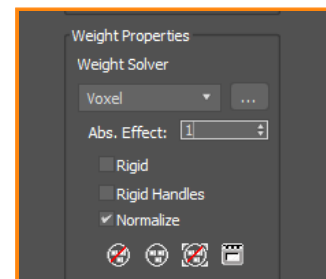 Weight Properties
Weight Solver
Voxel ...
Abs. Effect: 1
Rigid
Rigid Handles
Normalize